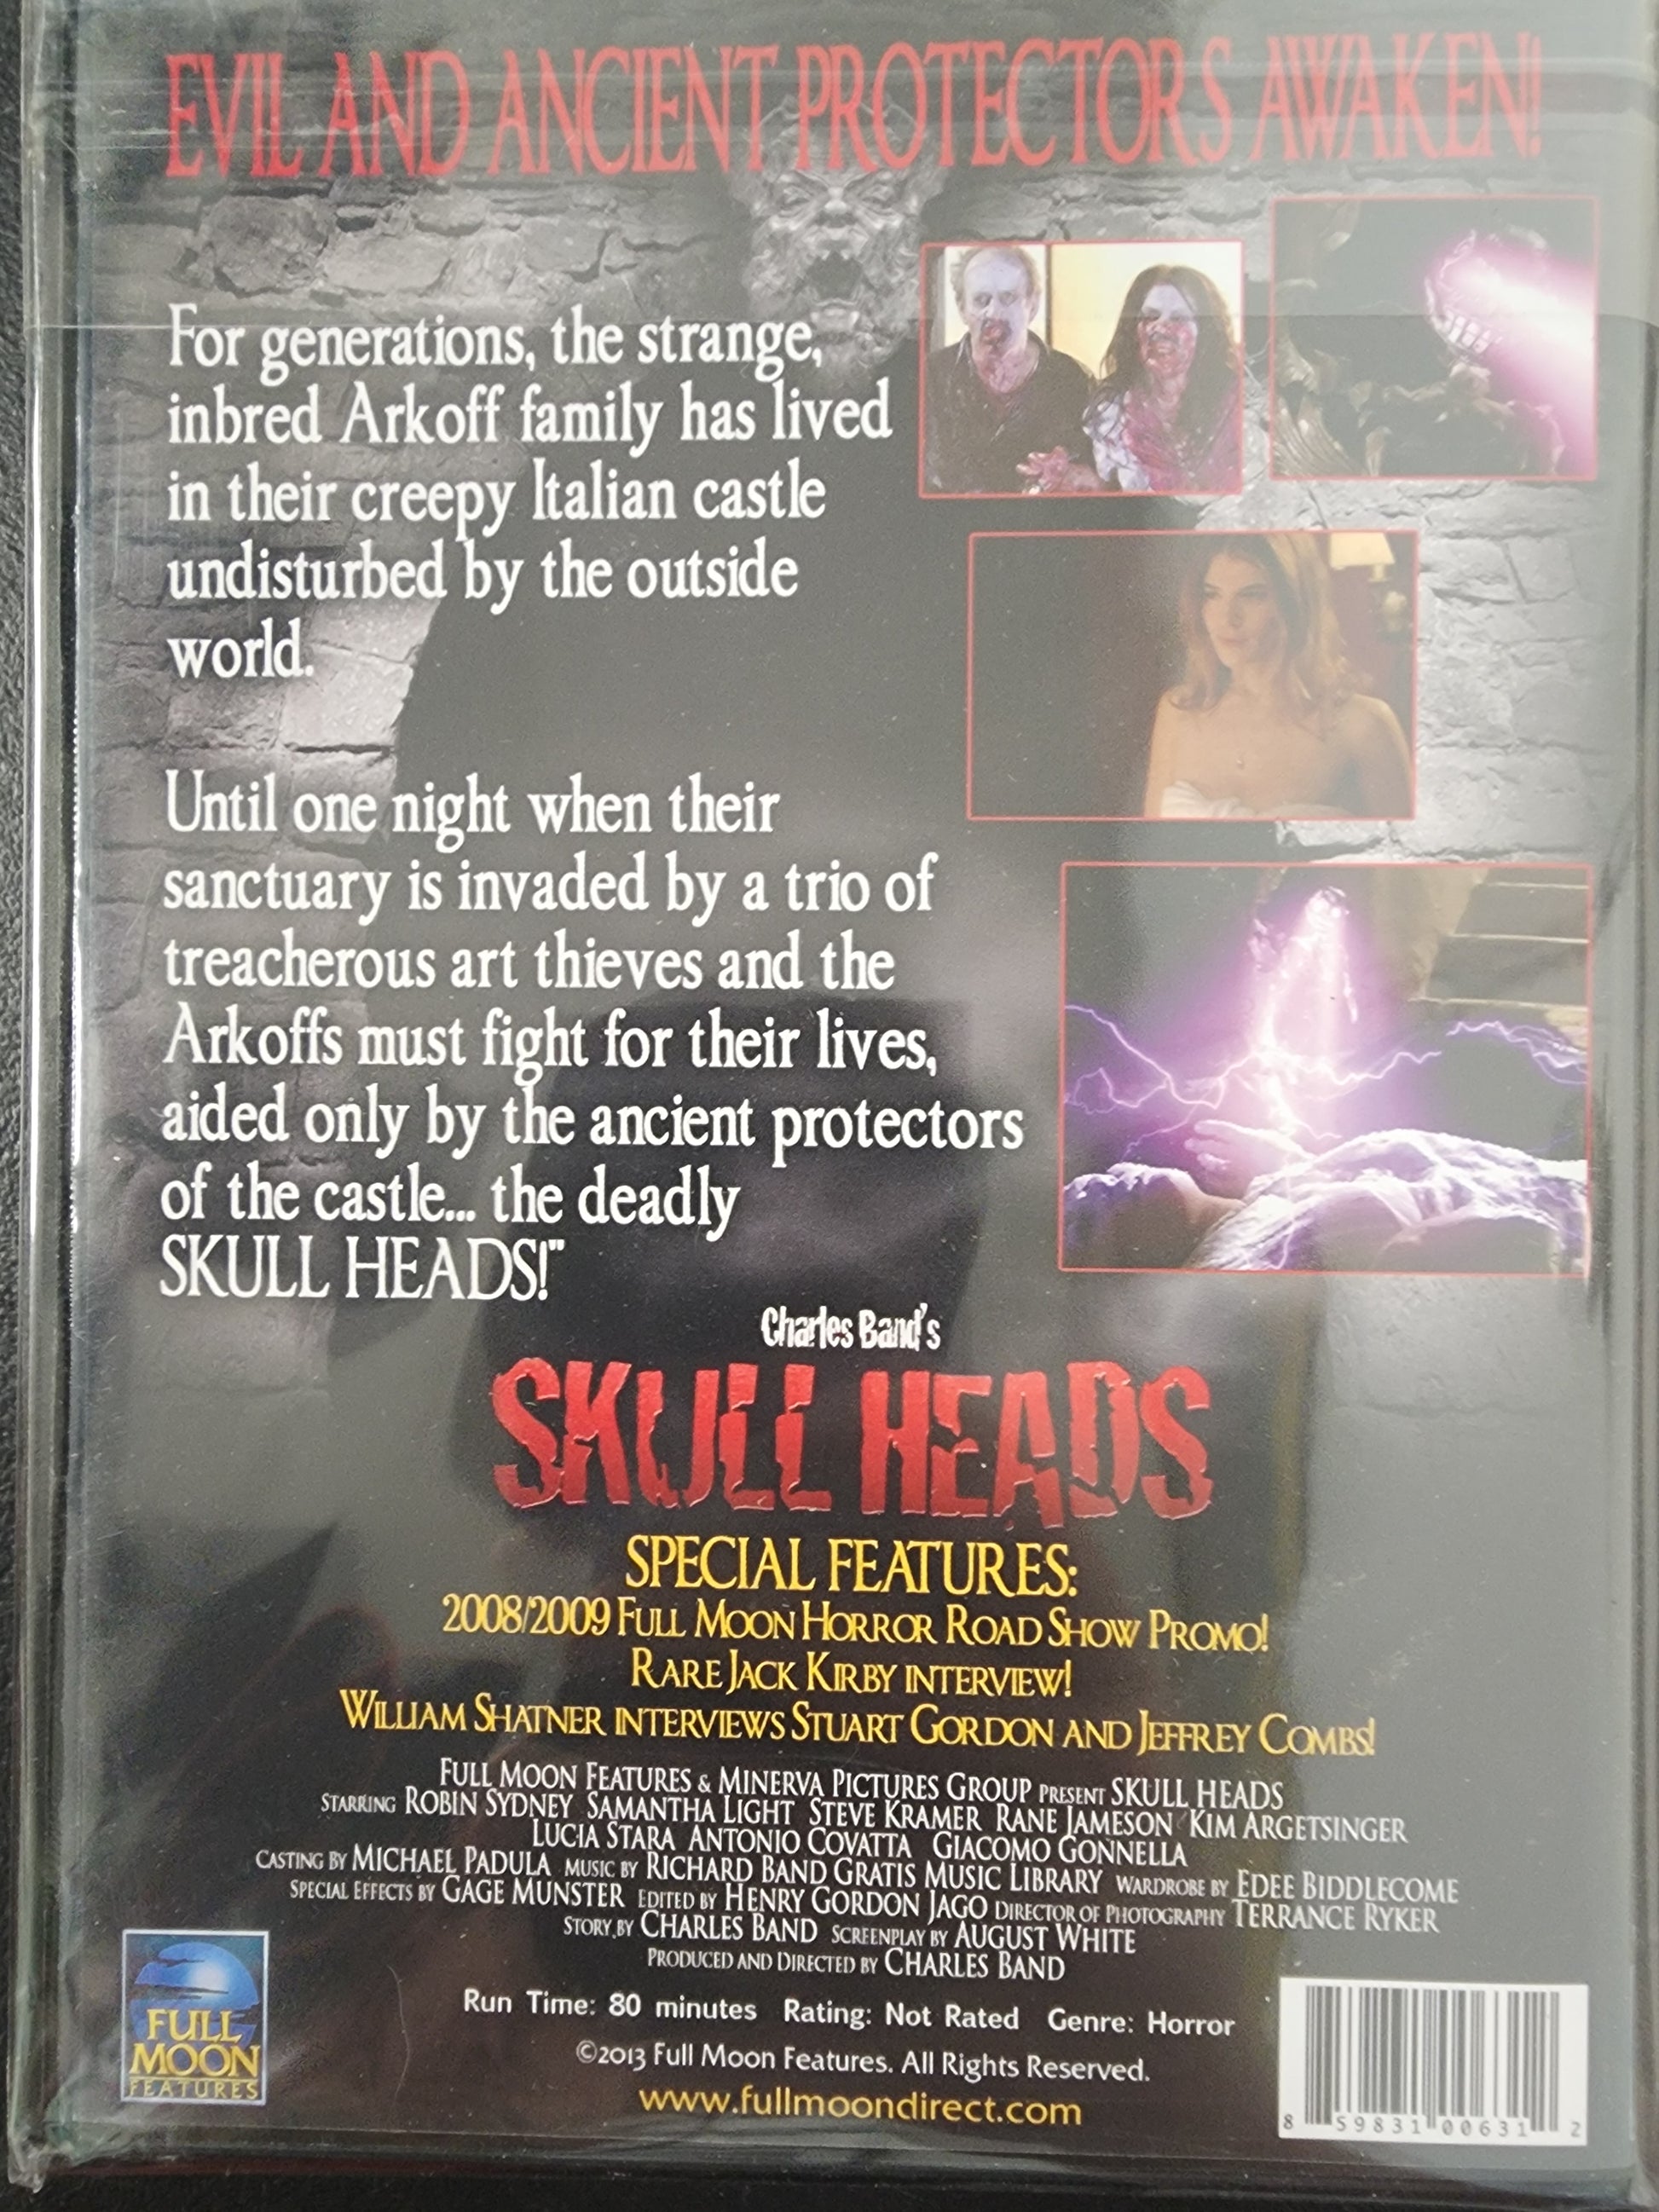 EVIL AND ANCIENT PROTECTORS AWAKEN!
For generations, the strange,
inbred Arkoff family has lived
in their creepy Italian castle
undisturbed by the outside
world.
Until one night when their
sanctuary is invaded by a trio of
treacherous art thieves and the
Arkoffs must fight for their lives,
aided only by the ancient protectors
of the castle... the deadly
SKULL HEADS!"
Charles Band's
SKULL HEADS
SPECIAL FEATURES:
2008/2009 FULL MOON HORROR ROAD SHOW PROMO!
RARE JACK KIRBY INTERVIEW!
WILLIAM SHATNER INTERVIEWS STUART GORDON AND JEFFREY COMBS!
FULL MOON FEATURES & MINERVA PICTURES GROUP PRESENT SKULL HEADS
STARRING ROBIN SYDNEY SAMANTHA LIGHT STEVE KRAMER RANE JAMESON KIM ARGETSINGER
LUCIA STARA ANTONIO COVATTA GIACOMO GONNELLA
CASTING BY MICHAEL PADULA MUSIC BY RICHARD BAND GRATIS MUSIC LIBRARY WARDROBE BY EDEE BIDDLECOME
SPECIAL EFFECTS BY GAGE MUNSTER EDITED BY HENRY GORDON JAGO DIRECTOR OF PHOTOGRAPHY TERRANCE RYKER
STORY BY CHARLES BAND SCREENPLAY BY AUGUST WHITE
PRODUCED AND DIRECTED BY CHARLES BAND
Run Time: 80 minutes Rating: Not Rated Genre: Horror
©2013 Full Moon Features. All Rights Reserved.
www.fullmoondirect.com
FULL
MOON
FEATURES
8 59831 00631 2